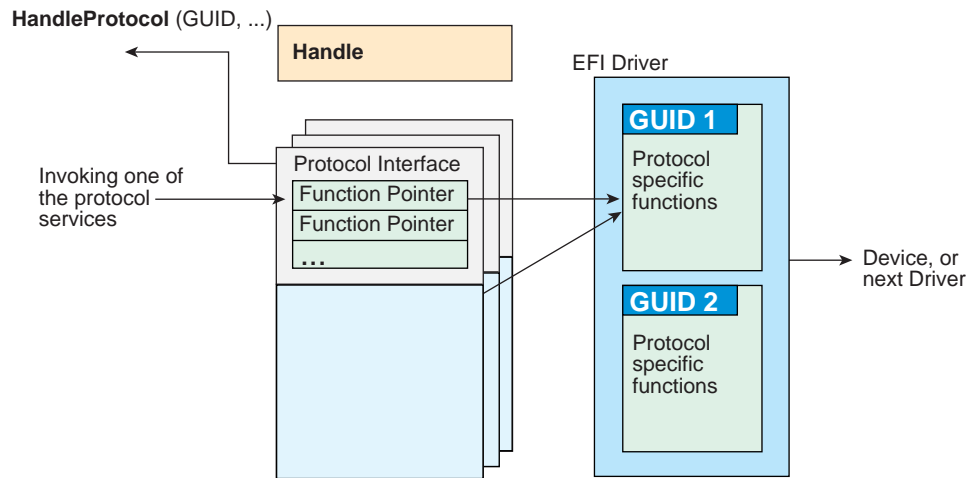 HandleProtocol (GUID, ...)
Handle
EFI Driver
GUID 1
Protocol
specific
functions
Protocol Interface
Function Pointer
Function Pointer
...
Invoking one of
the protocol
services
Device, or
next Driver
GUID 2
Protocol
specific
functions